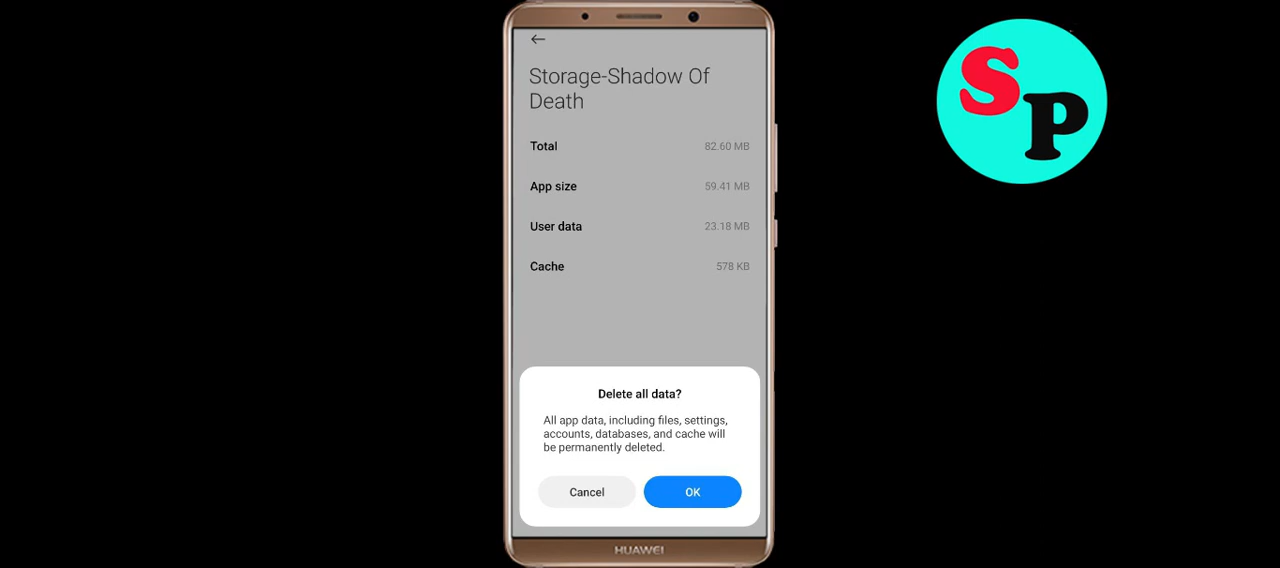 Storage-Shadow Of
Death
Total 82.60 MB
App size 59.41 MB
User data 23.18 MB
Cache 578 KB
Delete all data?
All app data, including files, settings,
accounts, databases, and cache will
be permanently deleted.
Cancel OK
HUAWEI
SP